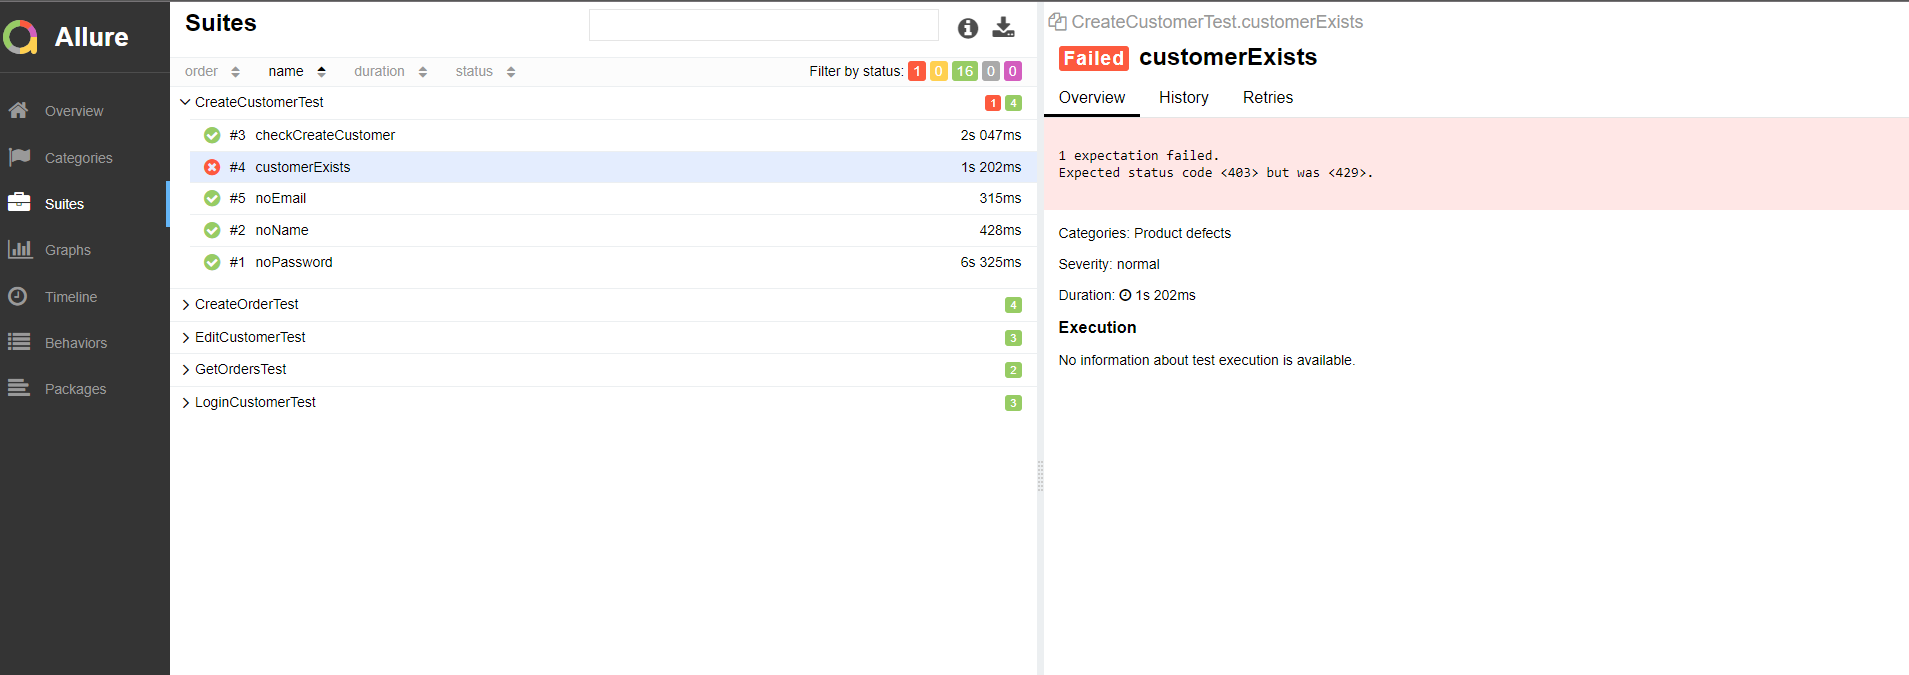 Allure
Overview
Categories
Suites
Graphs
Timeline
Behaviors
Packages
Suites
order name duration status Filter by status: 1 0 16 0 0
CreateCustomerTest 1 4
#3 checkCreateCustomer 2s 047ms
#4 customerExists 1s 202ms
#5 noEmail 315ms
#2 noName 428ms
#1 noPassword 6s 325ms
CreateOrderTest 4
EditCustomerTest 3
GetOrdersTest 2
LoginCustomerTest 3
CreateCustomerTest.customerExists
Failed customerExists
Overview History Retries
1 expectation failed.
Expected status code <403> but was <429>.
Categories: Product defects
Severity: normal
Duration: 1s 202ms
Execution
No information about test execution is available.